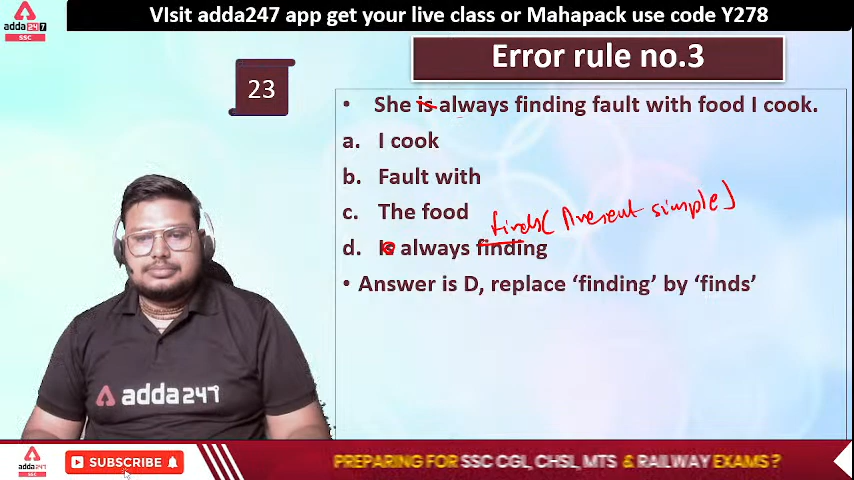 VIsit adda247 app get your live class or Mahapack use code Y278
adda247
SSC
Error rule no.3
23
• She is always finding fault with food I cook.
a. I cook
b. Fault with
c. The food
finds( Present simple)
d. Is always finding
• Answer is D, replace ‘finding’ by ‘finds’
adda247
adda247
SSC
SUBSCRIBE
PREPARING FOR SSC CGL, CHSL, MTS & RAILWAY EXAMS ?